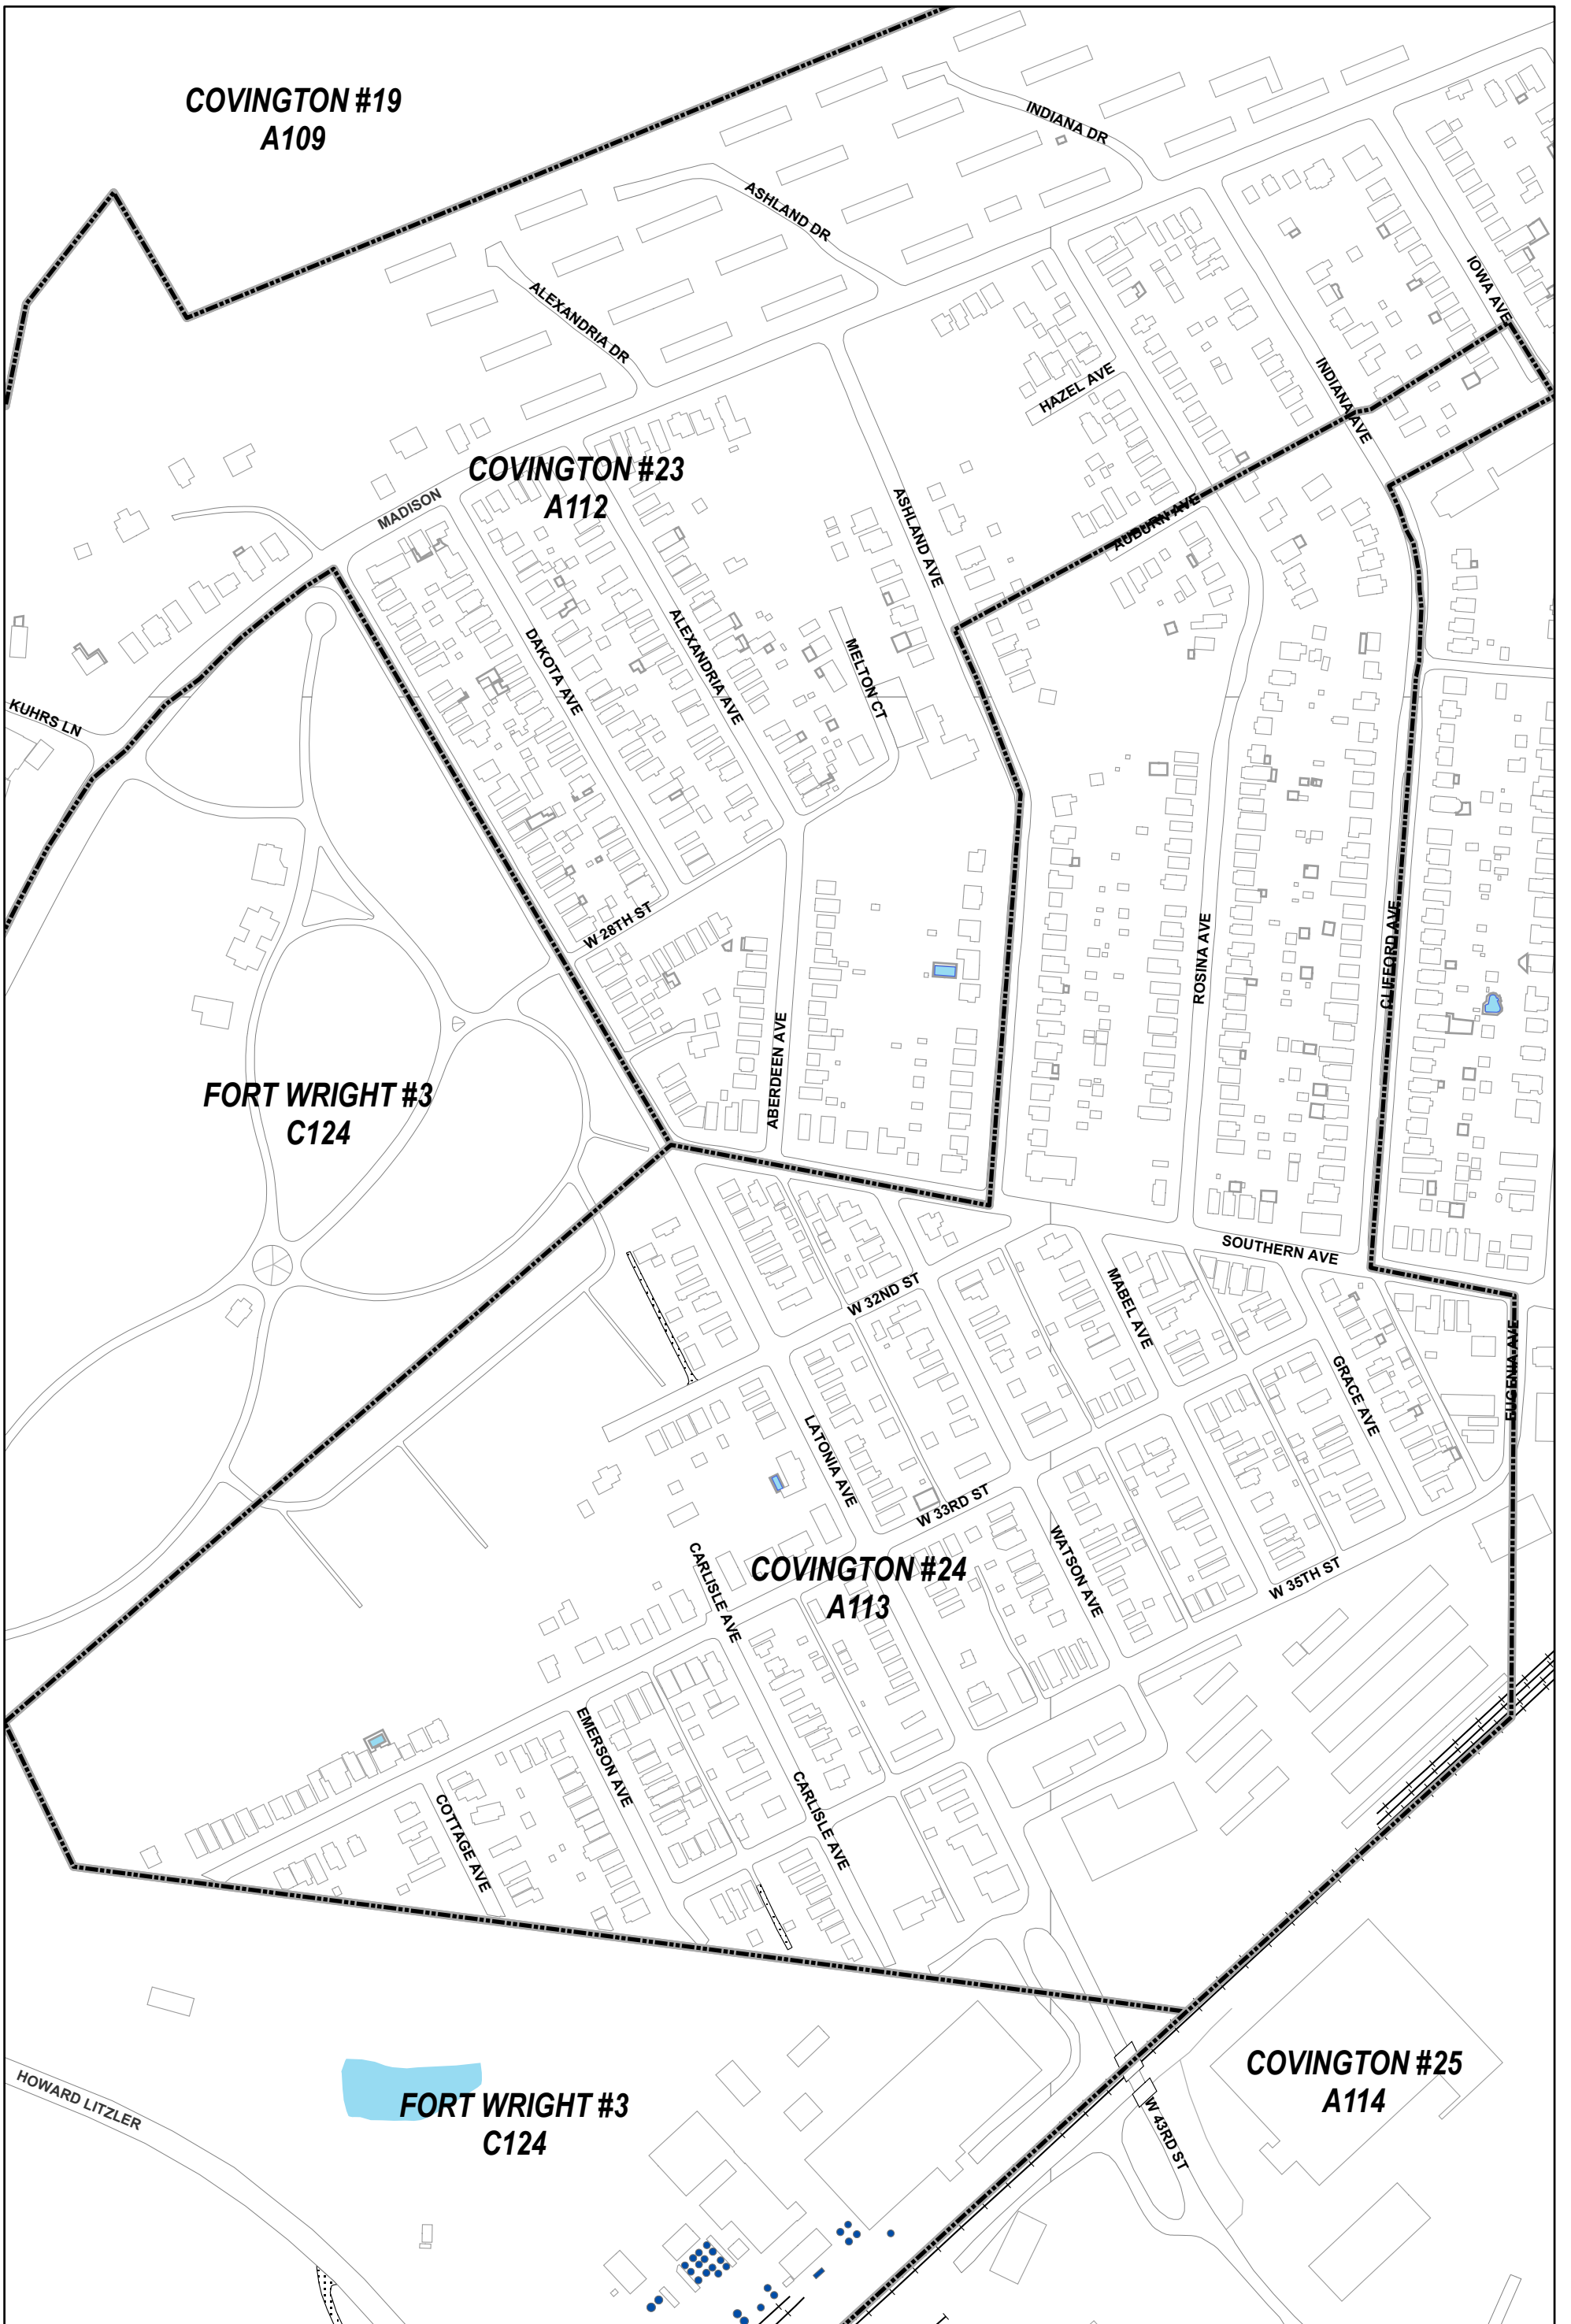 COVINGTON #19
A109
INDIANA DR
ASHLAND DR
ALEXANDRIA DR
IOWA AVE
HAZEL AVE
INDIANA AVE
COVINGTON #23
A112
MADISON
ASHLAND AVE
AUBURN AVE
DAKOTA AVE
ALEXANDRIA AVE
MELTON CT
KUHRS LN
W 28TH ST
ROSINA AVE
CLIFFORD AVE
ABERDEEN AVE
FORT WRIGHT #3
C124
SOUTHERN AVE
W 32ND ST
MABEL AVE
GRACE AVE
EUGENIA AVE
LATONIA AVE
W 33RD ST
WATSON AVE
CARLISLE AVE
COVINGTON #24
A113
W 35TH ST
EMERSON AVE
CARLISLE AVE
COTTAGE AVE
COVINGTON #25
A114
HOWARD LITZLER
FORT WRIGHT #3
C124
W 43RD ST